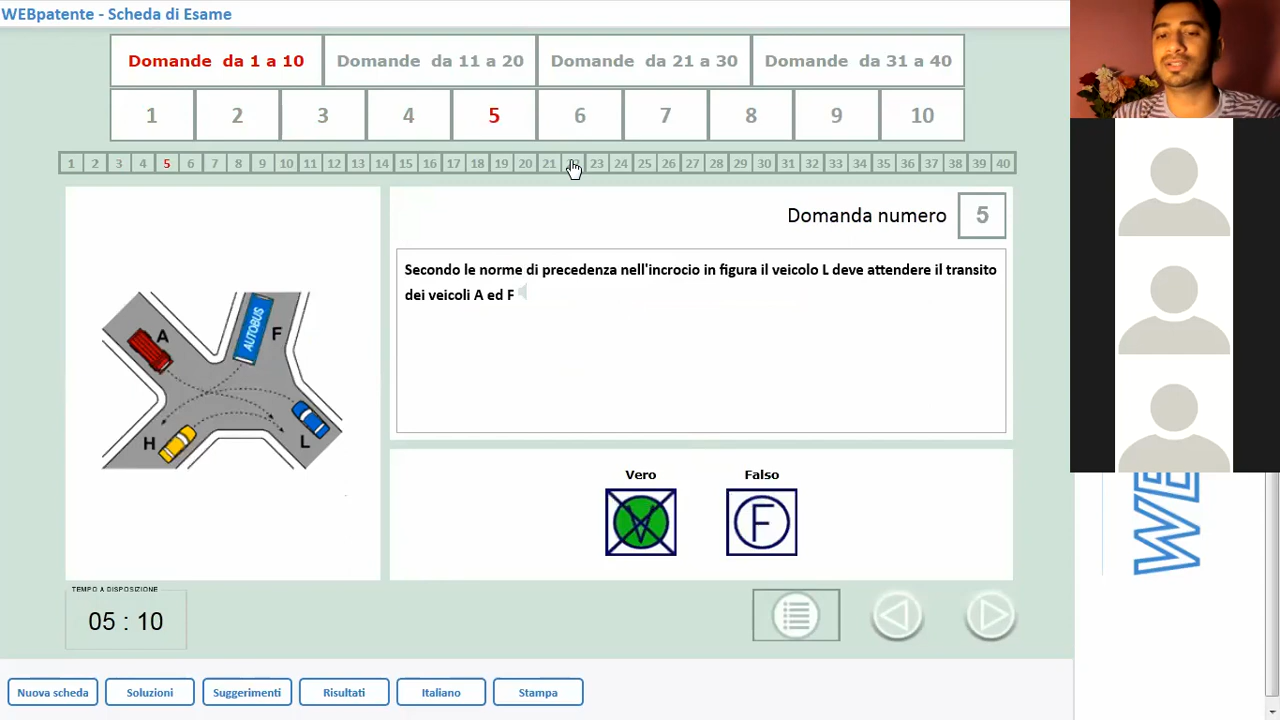 WEBpatente - Scheda di Esame
Domande da 1 a 10
Domande da 11 a 20
Domande da 21 a 30
Domande da 31 a 40
1 2 3 4 5 6 7 8 9 10
1 2 3 4 5 6 7 8 9 10 11 12 13 14 15 16 17 18 19 20 21 23 24 25 26 27 28 29 30 31 32 33 34 35 36 37 38 39 40
Domanda numero 5
Secondo le norme di precedenza nell'incrocio in figura il veicolo L deve attendere il transito
dei veicoli A ed F
A
F
AUTOBUS
H
L
Vero
Falso
V
F
TEMPO A DISPOSIZIONE
05 : 10
Nuova scheda
Soluzioni
Suggerimenti
Risultati
Italiano
Stampa
WE